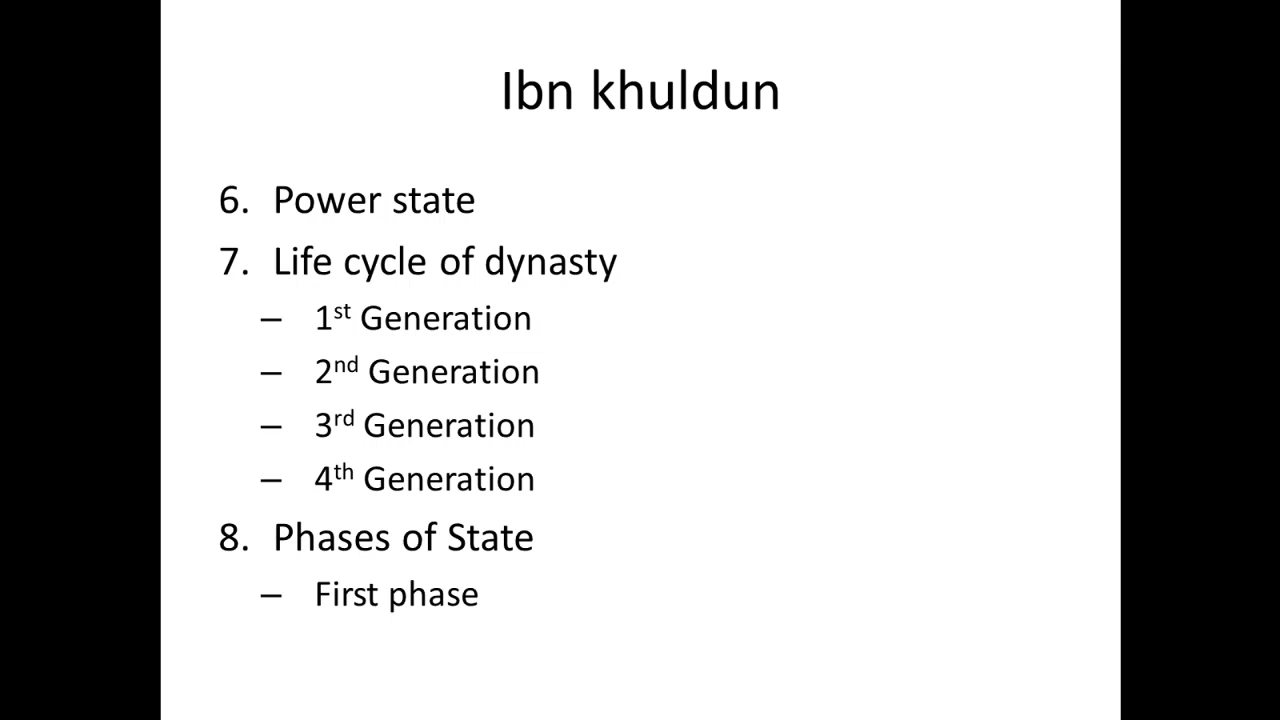 Ibn khuldun
6. Power state
7. Life cycle of dynasty
– 1st Generation
– 2nd Generation
– 3rd Generation
– 4th Generation
8. Phases of State
– First phase